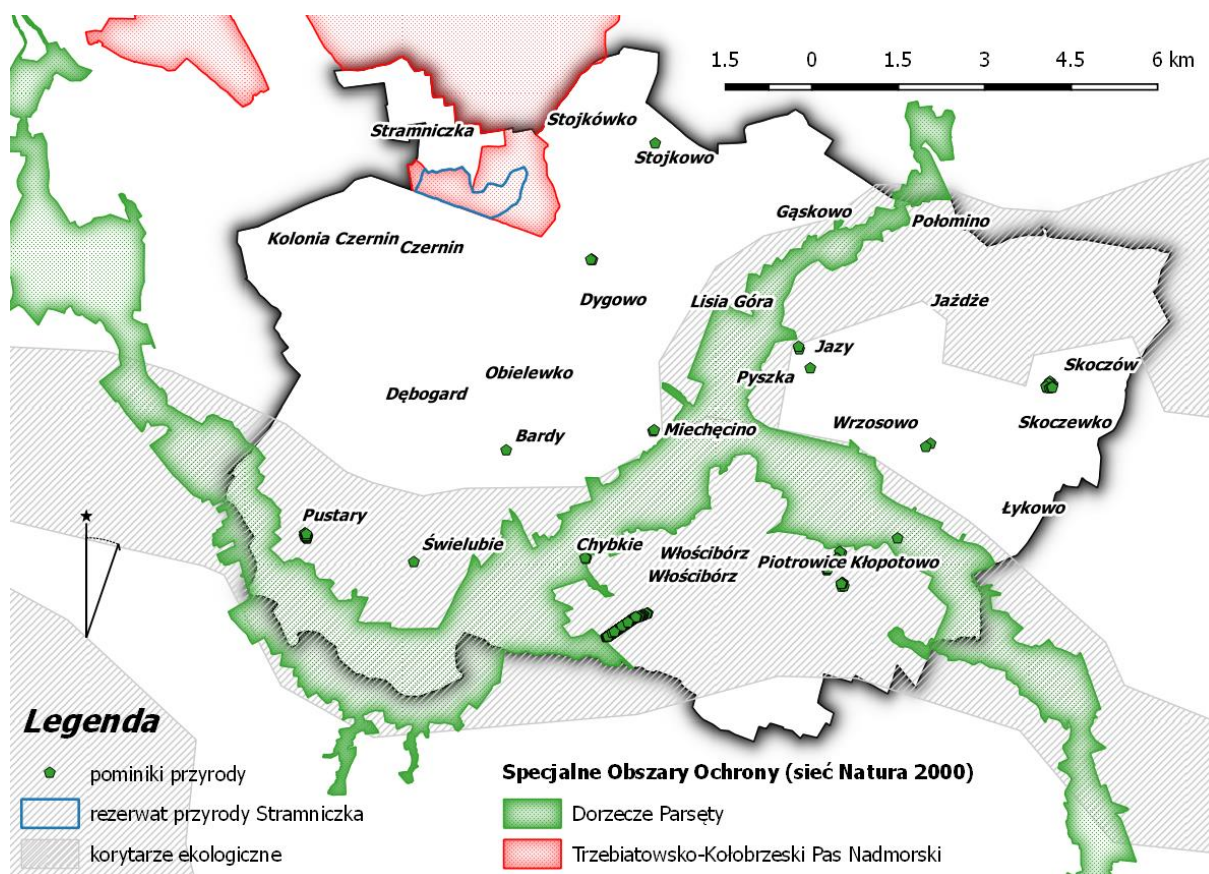 1.5 0 1.5 3 4.5 6 km
Stojkówko
Stramniczka
Stojkowo
Gąskowo
Połomino
Kolonia Czernin
Czernin
Dygowo
Lisia Góra
Jażdże
Jazy
Skoczów
Obielewko
Pyszka
Dębogard
Skoczewko
Wrzosowo
Miechęcino
Bardy
Łykowo
Pustary
Świelubie
Chybkie
Włościbórz
Piotrowice
Kłopotowo
Włościbórz
Legenda
pominiki przyrody
rezerwat przyrody Stramniczka
korytarze ekologiczne
Specjalne Obszary Ochrony (sieć Natura 2000)
Dorzecze Parsęty
Trzebiatowsko-Kołobrzeski Pas Nadmorski